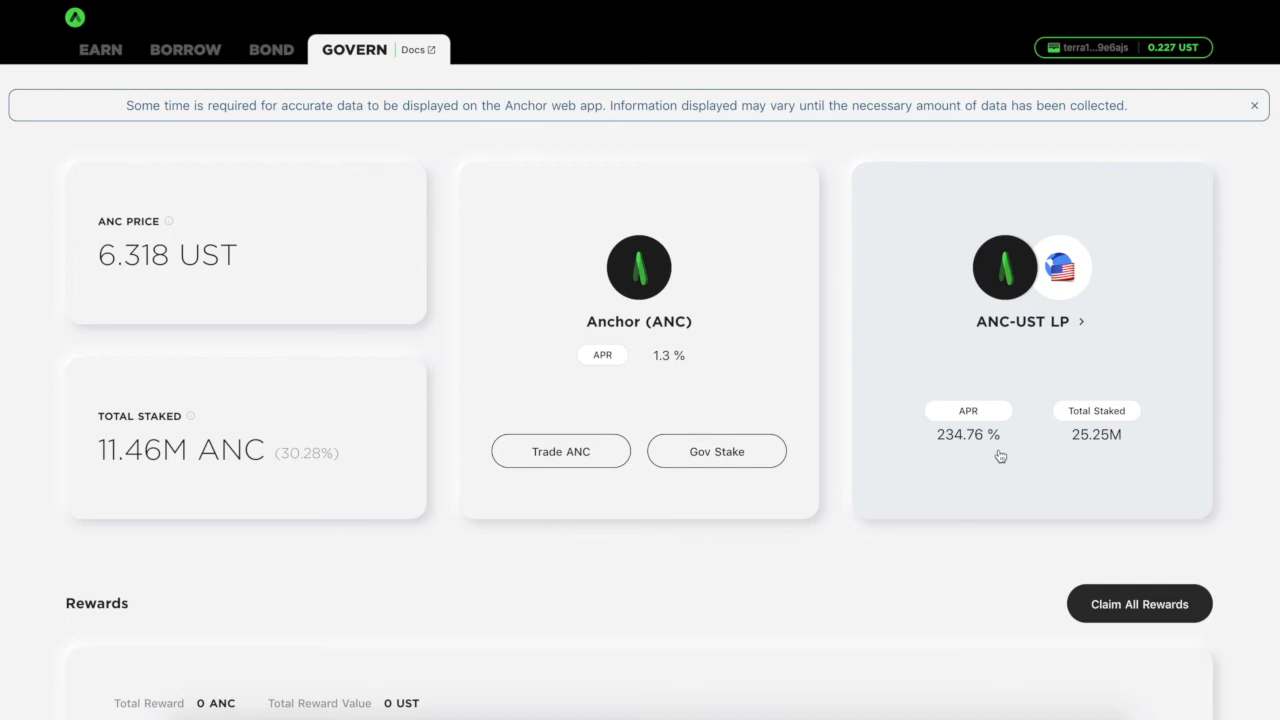 EARN BORROW BOND GOVERN Docs
terra1...9e6ajs 0.227 UST
Some time is required for accurate data to be displayed on the Anchor web app. Information displayed may vary until the necessary amount of data has been collected.
ANC PRICE
6.318 UST
TOTAL STAKED
11.46M ANC (30.28%)
Anchor (ANC)
APR 1.3 %
Trade ANC Gov Stake
ANC-UST LP >
APR Total Staked
234.76 % 25.25M
Rewards
Claim All Rewards
Total Reward 0 ANC Total Reward Value 0 UST